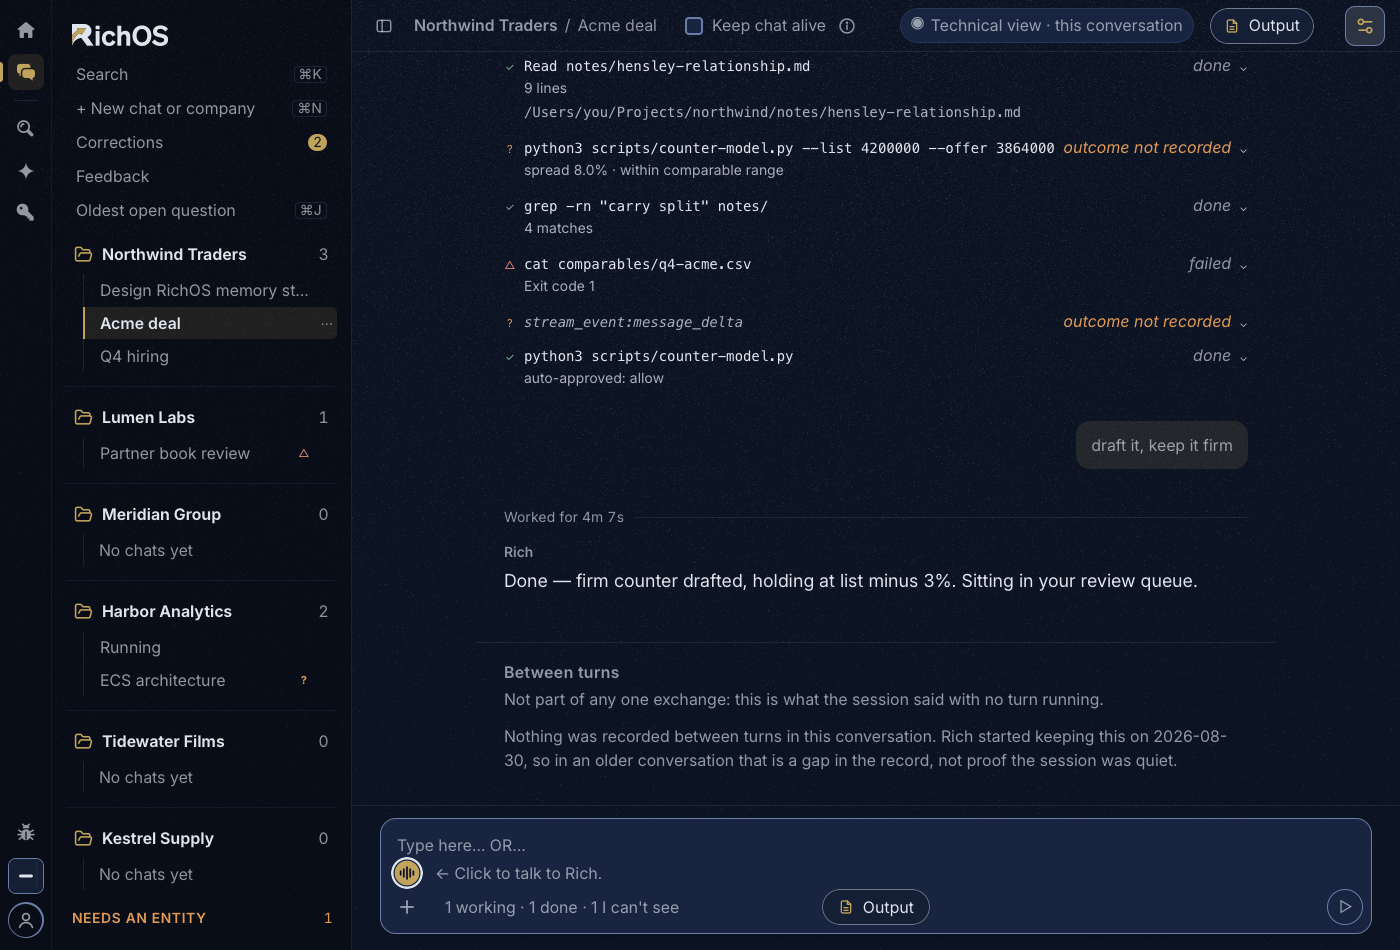 RichOS
Search ⌘K
+ New chat or company ⌘N
Corrections 2
Feedback
Oldest open question ⌘J
Northwind Traders 3
Design RichOS memory st...
Acme deal ...
Q4 hiring
Lumen Labs 1
Partner book review
Meridian Group 0
No chats yet
Harbor Analytics 2
Running
ECS architecture ?
Tidewater Films 0
No chats yet
Kestrel Supply 0
No chats yet
NEEDS AN ENTITY 1
Northwind Traders / Acme deal
Keep chat alive
Technical view · this conversation
Output
✓ Read notes/hensley-relationship.md done
9 lines
/Users/you/Projects/northwind/notes/hensley-relationship.md
? python3 scripts/counter-model.py --list 4200000 --offer 3864000 outcome not recorded
spread 8.0% · within comparable range
✓ grep -rn "carry split" notes/ done
4 matches
cat comparables/q4-acme.csv failed
Exit code 1
? stream_event:message_delta outcome not recorded
✓ python3 scripts/counter-model.py done
auto-approved: allow
draft it, keep it firm
Worked for 4m 7s
Rich
Done — firm counter drafted, holding at list minus 3%. Sitting in your review queue.
Between turns
Not part of any one exchange: this is what the session said with no turn running.
Nothing was recorded between turns in this conversation. Rich started keeping this on 2026-08-
30, so in an older conversation that is a gap in the record, not proof the session was quiet.
Type here... OR...
← Click to talk to Rich.
1 working · 1 done · 1 I can't see
Output